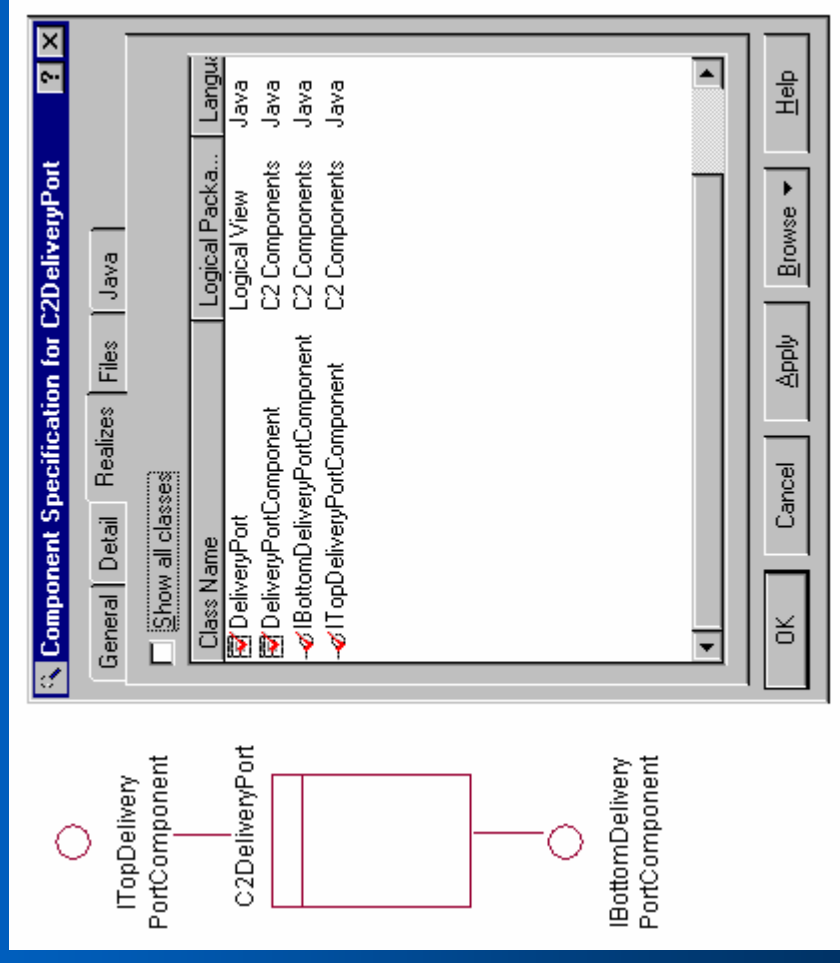 ITopDelivery
PortComponent
C2DeliveryPort
IBottomDelivery
PortComponent
Component Specification for C2DeliveryPort
General Detail Realizes Files Java
Show all classes
Class Name Logical Packa... Langua
DeliveryPort Logical View Java
DeliveryPortComponent C2 Components Java
IBottomDeliveryPortComponent C2 Components Java
ITopDeliveryPortComponent C2 Components Java
OK Cancel Apply Browse Help